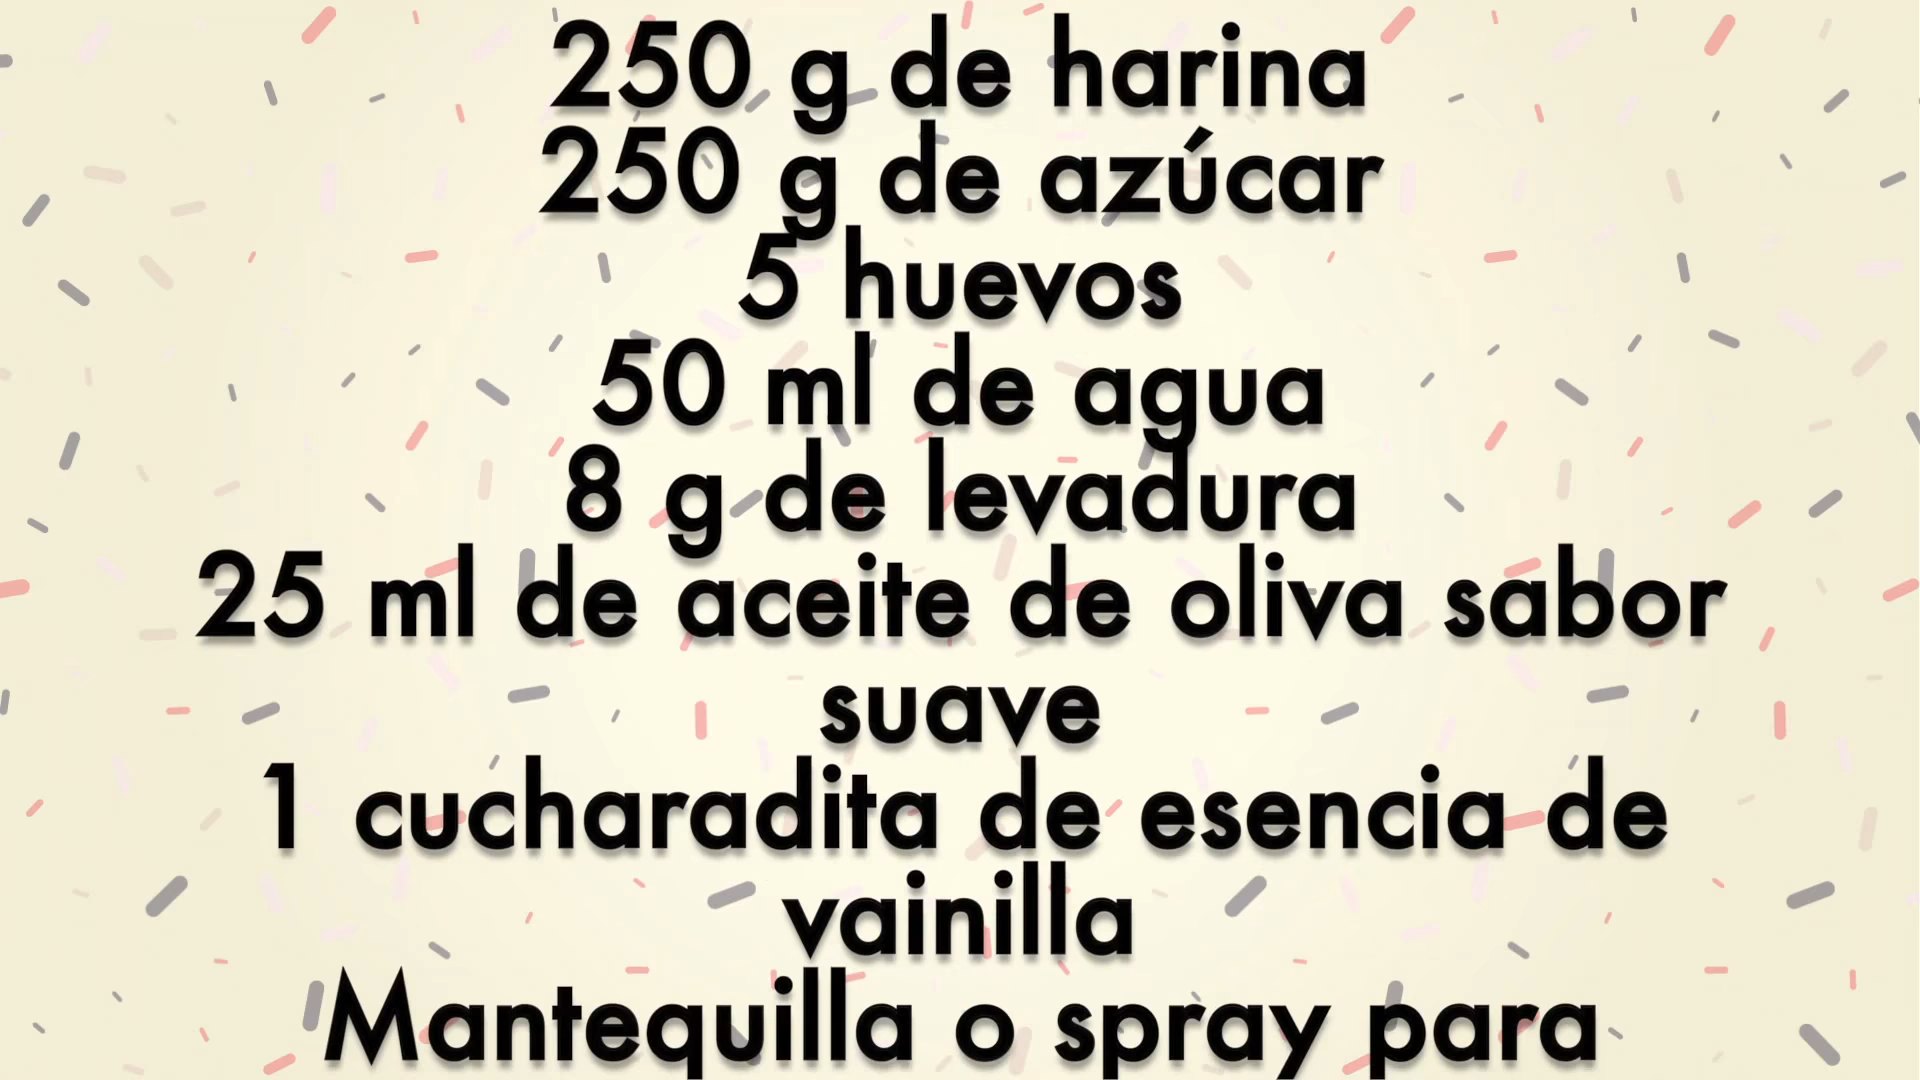 250 g de harina
250 g de azúcar
5 huevos
50 ml de agua
8 g de levadura
25 ml de aceite de oliva sabor
suave
1 cucharadita de esencia de
vainilla
Mantequilla o spray para